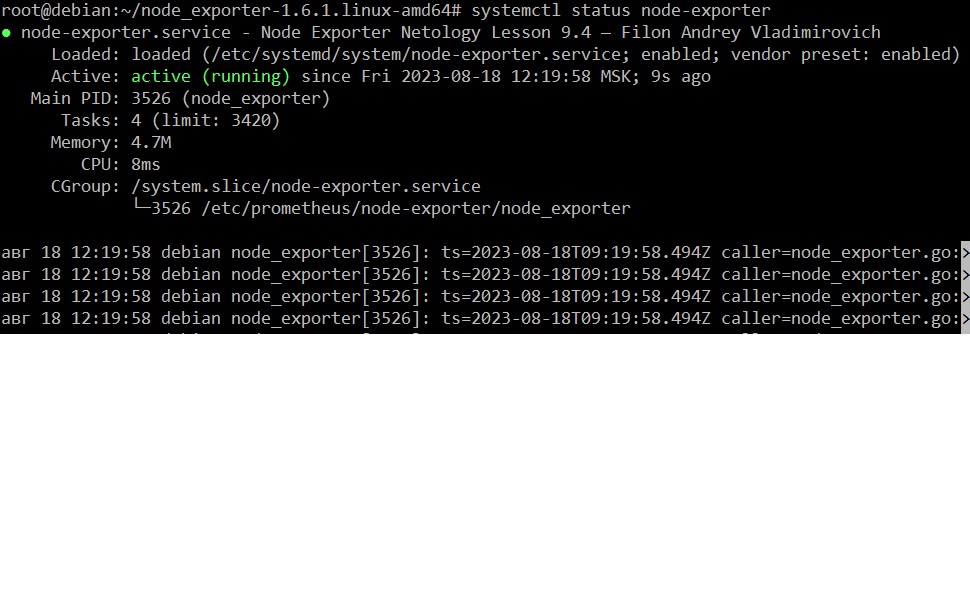 root@debian:~/node_exporter-1.6.1.linux-amd64# systemctl status node-exporter
● node-exporter.service - Node Exporter Netology Lesson 9.4 — Filon Andrey Vladimirovich
Loaded: loaded (/etc/systemd/system/node-exporter.service; enabled; vendor preset: enabled)
Active: active (running) since Fri 2023-08-18 12:19:58 MSK; 9s ago
Main PID: 3526 (node_exporter)
Tasks: 4 (limit: 3420)
Memory: 4.7M
CPU: 8ms
CGroup: /system.slice/node-exporter.service
└─3526 /etc/prometheus/node-exporter/node_exporter
авг 18 12:19:58 debian node_exporter[3526]: ts=2023-08-18T09:19:58.494Z caller=node_exporter.go:>
авг 18 12:19:58 debian node_exporter[3526]: ts=2023-08-18T09:19:58.494Z caller=node_exporter.go:>
авг 18 12:19:58 debian node_exporter[3526]: ts=2023-08-18T09:19:58.494Z caller=node_exporter.go:>
авг 18 12:19:58 debian node_exporter[3526]: ts=2023-08-18T09:19:58.494Z caller=node_exporter.go:>